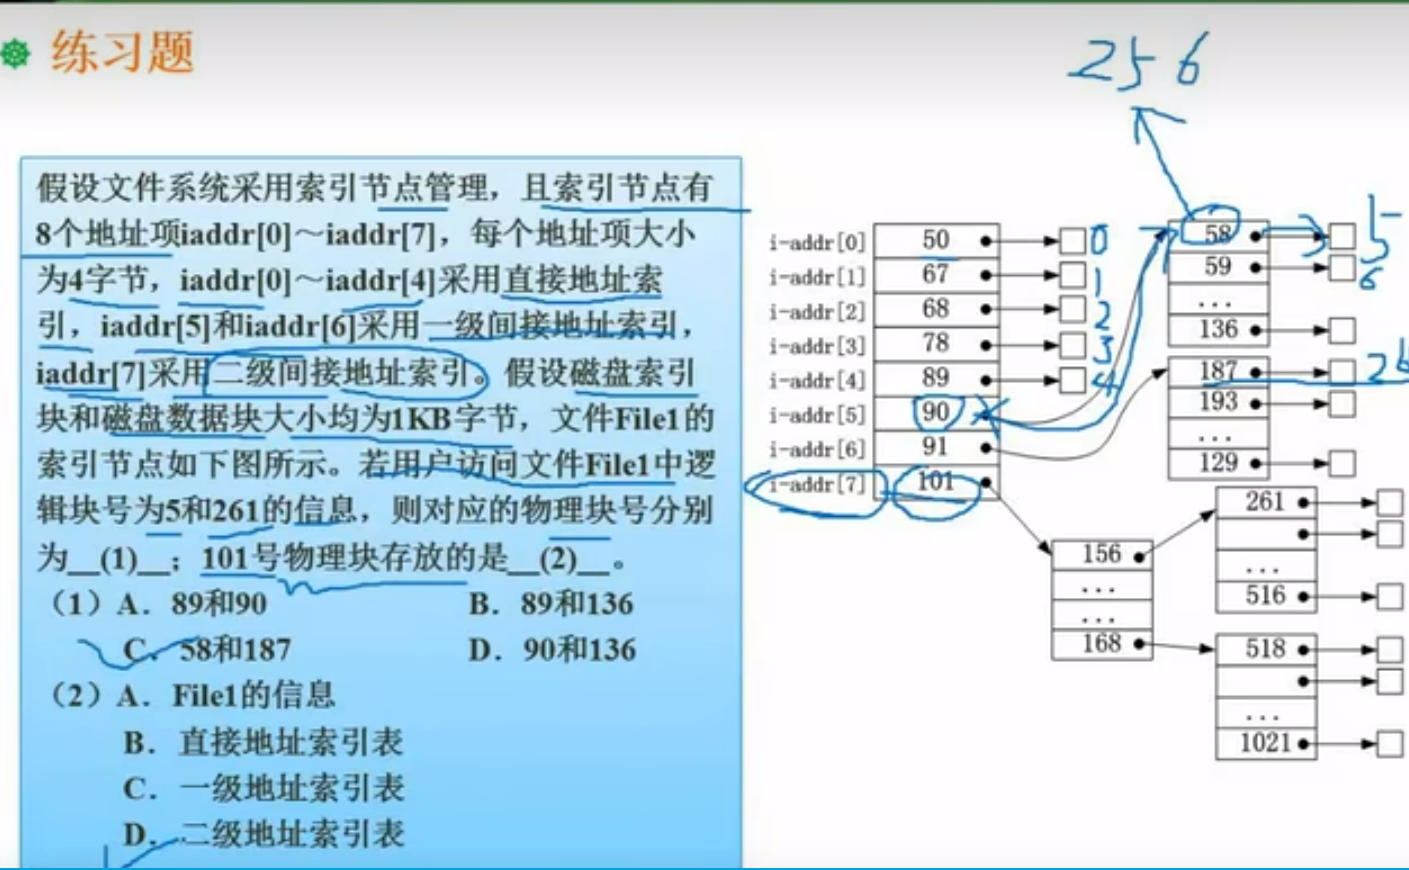 练习题
256
假设文件系统采用索引节点管理，且索引节点有
8个地址项iaddr[0]～iaddr[7]，每个地址项大小
为4字节，iaddr[0]～iaddr[4]采用直接地址索
引，iaddr[5]和iaddr[6]采用一级间接地址索引，
iaddr[7]采用二级间接地址索引。假设磁盘索引
块和磁盘数据块大小均为1KB字节，文件File1的
索引节点如下图所示。若用户访问文件File1中逻
辑块号为5和261的信息，则对应的物理块号分别
为__(1)__；101号物理块存放的是__(2)__。
（1）A．89和90 B．89和136
C．58和187 D．90和136
（2）A．File1的信息
B．直接地址索引表
C．一级地址索引表
D．二级地址索引表
i-addr[0] 50 0
i-addr[1] 67 1
i-addr[2] 68 2
i-addr[3] 78 3
i-addr[4] 89 4
i-addr[5] 90
i-addr[6] 91
i-addr[7] 101
58 5
59 6
...
136
187
193
...
129
156
...
...
168
261
...
516
518
...
1021